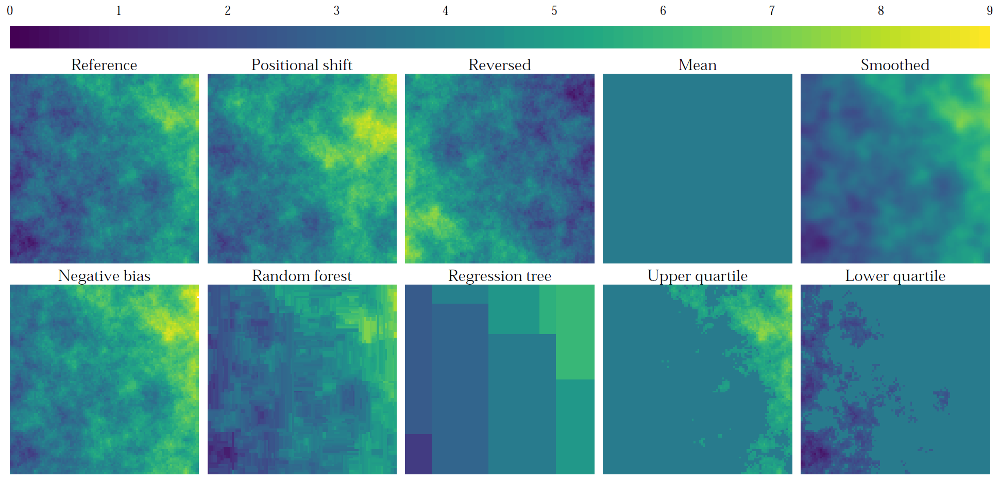 0 1 2 3 4 5 6 7 8 9
Reference Positional shift Reversed Mean Smoothed
Negative bias Random forest Regression tree Upper quartile Lower quartile